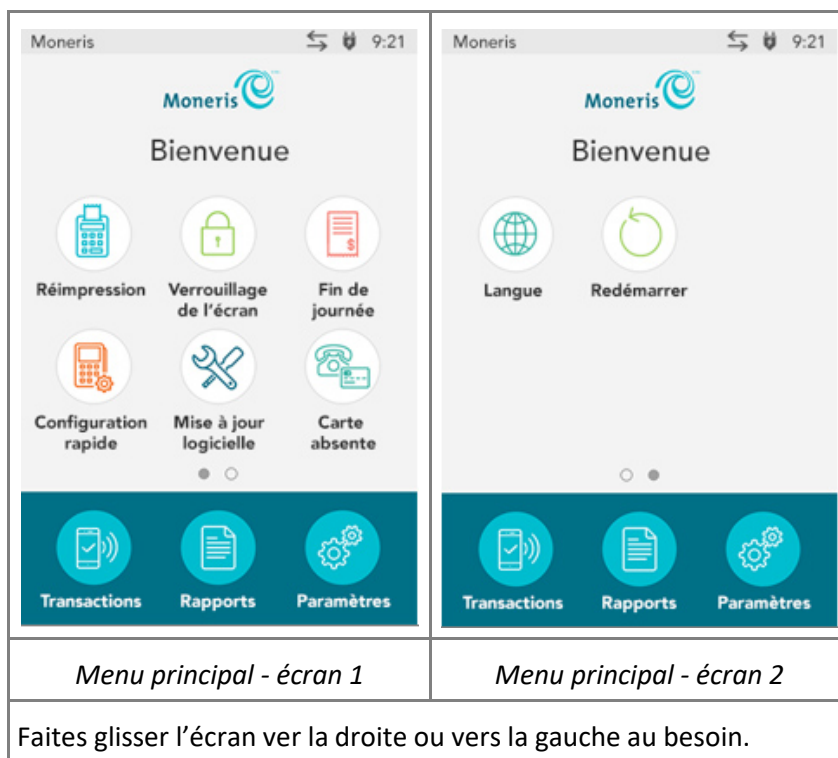 Moneris 9:21
Moneris
Bienvenue
Réimpression
Verrouillage
de l'écran
Fin de
journée
$
Configuration
rapide
Mise à jour
logicielle
Carte
absente
Transactions
Rapports
Paramètres
Menu principal - écran 1
Moneris 9:21
Moneris
Bienvenue
Langue
Redémarrer
Transactions
Rapports
Paramètres
Menu principal - écran 2
Faites glisser l’écran ver la droite ou vers la gauche au besoin.